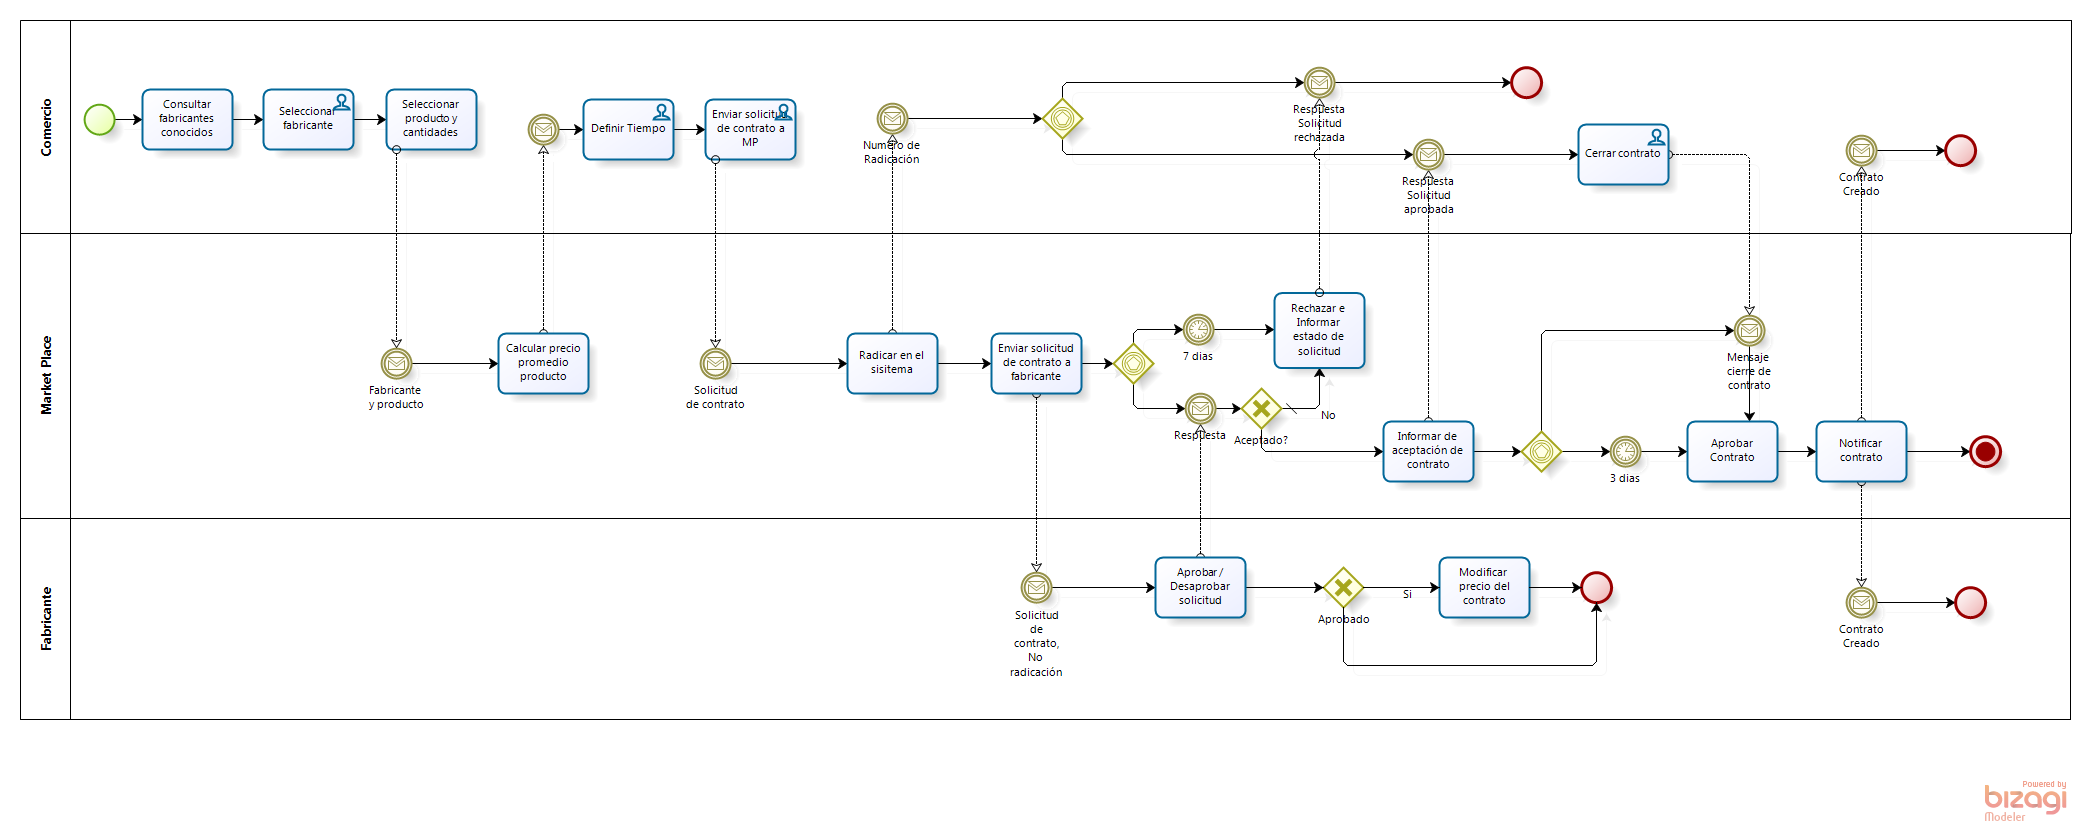 Comercio
Consultar
fabricantes
conocidos
Seleccionar
fabricante
Seleccionar
producto y
cantidades
Definir Tiempo
Enviar solicitud
de contrato a
MP
Numero de
Radicación
Respuesta
Solicitud
rechazada
Respuesta
Solicitud
aprobada
Cerrar contrato
Contrato
Creado
Market Place
Fabricante
y producto
Calcular precio
promedio
producto
Solicitud
de contrato
Radicar en el
sisitema
Enviar solicitud
de contrato a
fabricante
7 dias
Respuesta
Rechazar e
Informar
estado de
solicitud
Aceptado?
No
Informar de
aceptación de
contrato
3 dias
Mensaje
cierre de
contrato
Aprobar
Contrato
Notificar
contrato
Fabricante
Solicitud
de
contrato,
No
radicación
Aprobar/
Desaprobar
solicitud
Aprobado
Si
Modificar
precio del
contrato
Contrato
Creado
Powered by
bizagi
Modeler